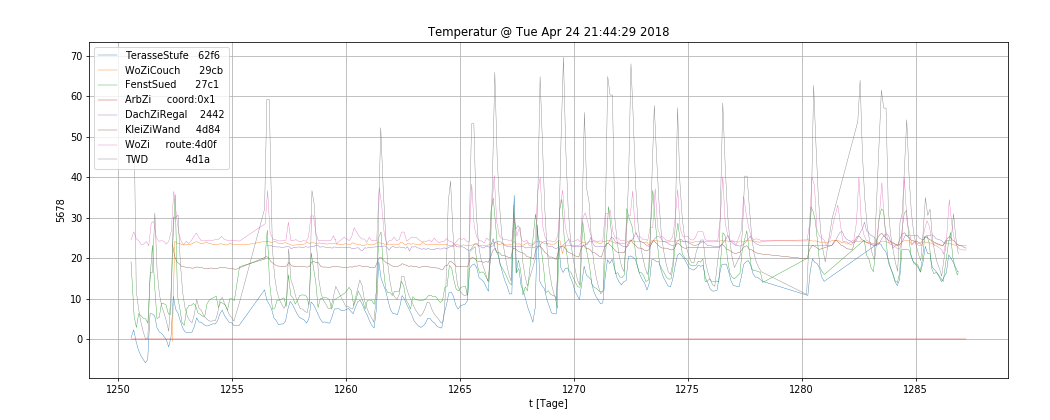 Temperatur @ Tue Apr 24 21:44:29 2018
70
60
50
40
30
20
10
0
5678
TerasseStufe 62f6
WoZiCouch 29cb
FenstSued 27c1
ArbZi coord:0x1
DachZiRegal 2442
KleiZiWand 4d84
WoZi route:4d0f
TWD 4d1a
1250 1255 1260 1265 1270 1275 1280 1285
t [Tage]